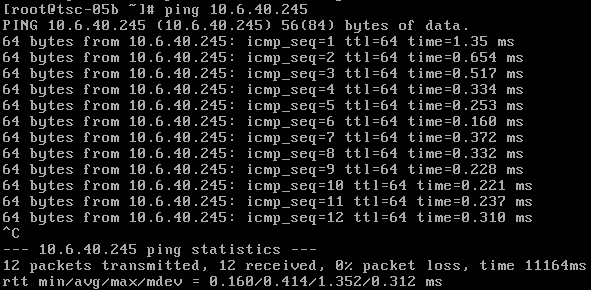 [root@tsc-05b ~]# ping 10.6.40.245
PING 10.6.40.245 (10.6.40.245) 56(84) bytes of data.
64 bytes from 10.6.40.245: icmp_seq=1 ttl=64 time=1.35 ms
64 bytes from 10.6.40.245: icmp_seq=2 ttl=64 time=0.654 ms
64 bytes from 10.6.40.245: icmp_seq=3 ttl=64 time=0.517 ms
64 bytes from 10.6.40.245: icmp_seq=4 ttl=64 time=0.334 ms
64 bytes from 10.6.40.245: icmp_seq=5 ttl=64 time=0.253 ms
64 bytes from 10.6.40.245: icmp_seq=6 ttl=64 time=0.160 ms
64 bytes from 10.6.40.245: icmp_seq=7 ttl=64 time=0.372 ms
64 bytes from 10.6.40.245: icmp_seq=8 ttl=64 time=0.332 ms
64 bytes from 10.6.40.245: icmp_seq=9 ttl=64 time=0.228 ms
64 bytes from 10.6.40.245: icmp_seq=10 ttl=64 time=0.221 ms
64 bytes from 10.6.40.245: icmp_seq=11 ttl=64 time=0.237 ms
64 bytes from 10.6.40.245: icmp_seq=12 ttl=64 time=0.310 ms
^C
--- 10.6.40.245 ping statistics ---
12 packets transmitted, 12 received, 0% packet loss, time 11164ms
rtt min/avg/max/mdev = 0.160/0.414/1.352/0.312 ms